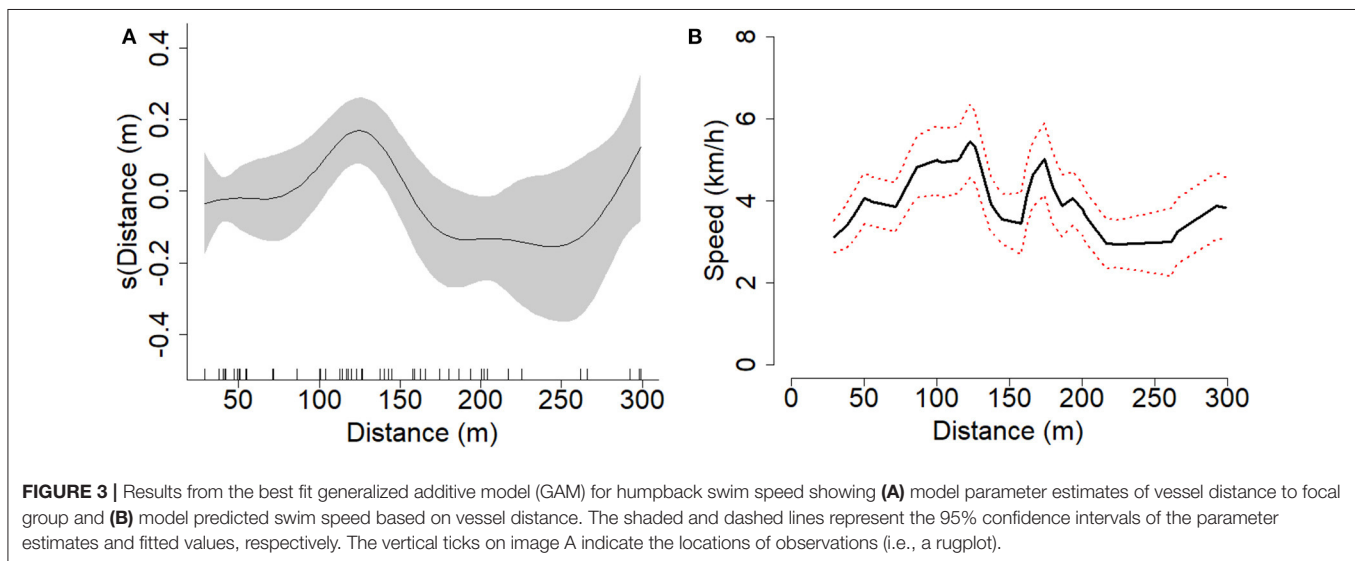 A
0.4
0.2
0.0
-0.2
-0.4
s(Distance (m)
50 100 150 200 250 300
Distance (m)
B
8
6
4
2
0
Speed (km/h)
0 50 100 150 200 250 300
Distance (m)
FIGURE 3 | Results from the best fit generalized additive model (GAM) for humpback swim speed showing (A) model parameter estimates of vessel distance to focal
group and (B) model predicted swim speed based on vessel distance. The shaded and dashed lines represent the 95% confidence intervals of the parameter
estimates and fitted values, respectively. The vertical ticks on image A indicate the locations of observations (i.e., a rugplot).